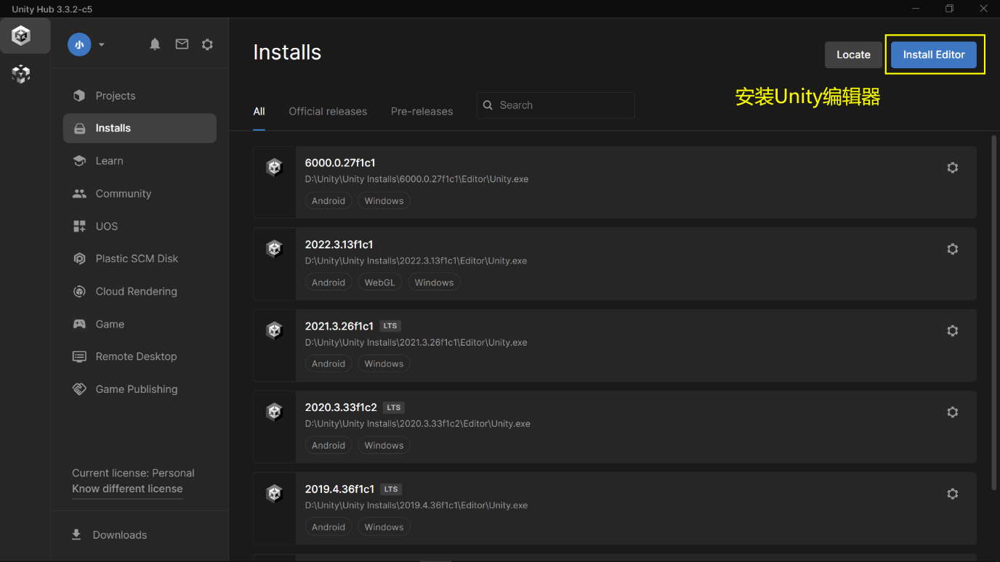 Unity Hub 3.3.2-c5
小
Installs
Locate
Install Editor
安装Unity编辑器
All
Official releases
Pre-releases
Search
Projects
Installs
Learn
Community
UOS
Plastic SCM Disk
Cloud Rendering
Game
Remote Desktop
Game Publishing
Current license: Personal
Know different license
Downloads
6000.0.27f1c1
D:\Unity\Unity Installs\6000.0.27f1c1\Editor\Unity.exe
Android Windows
2022.3.13f1c1
D:\Unity\Unity Installs\2022.3.13f1c1\Editor\Unity.exe
Android WebGL Windows
2021.3.26f1c1 LTS
D:\Unity\Unity Installs\2021.3.26f1c1\Editor\Unity.exe
Android Windows
2020.3.33f1c2 LTS
D:\Unity\Unity Installs\2020.3.33f1c2\Editor\Unity.exe
Android Windows
2019.4.36f1c1 LTS
D:\Unity\Unity Installs\2019.4.36f1c1\Editor\Unity.exe
Android Windows